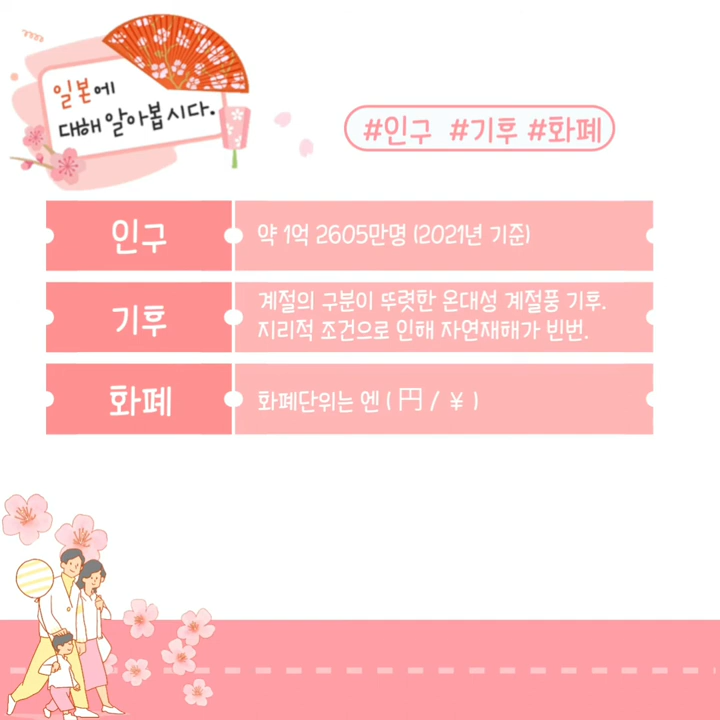 일본에
대해 알아봅시다.
#인구 #기후 #화폐
인구
약 1억 2605만명 (2021년 기준)
기후
계절의 구분이 뚜렷한 온대성 계절풍 기후.
지리적 조건으로 인해 자연재해가 빈번.
화폐
화폐단위는 엔 ( 円 / ¥ )